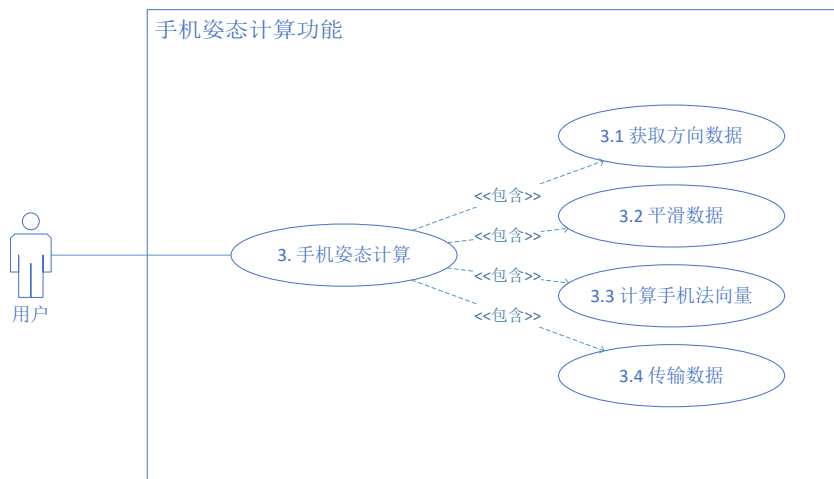 手机姿态计算功能
3.1 获取方向数据
<<包含>>
3.2 平滑数据
<<包含>>
3. 手机姿态计算
<<包含>>
3.3 计算手机法向量
用户
<<包含>>
3.4 传输数据